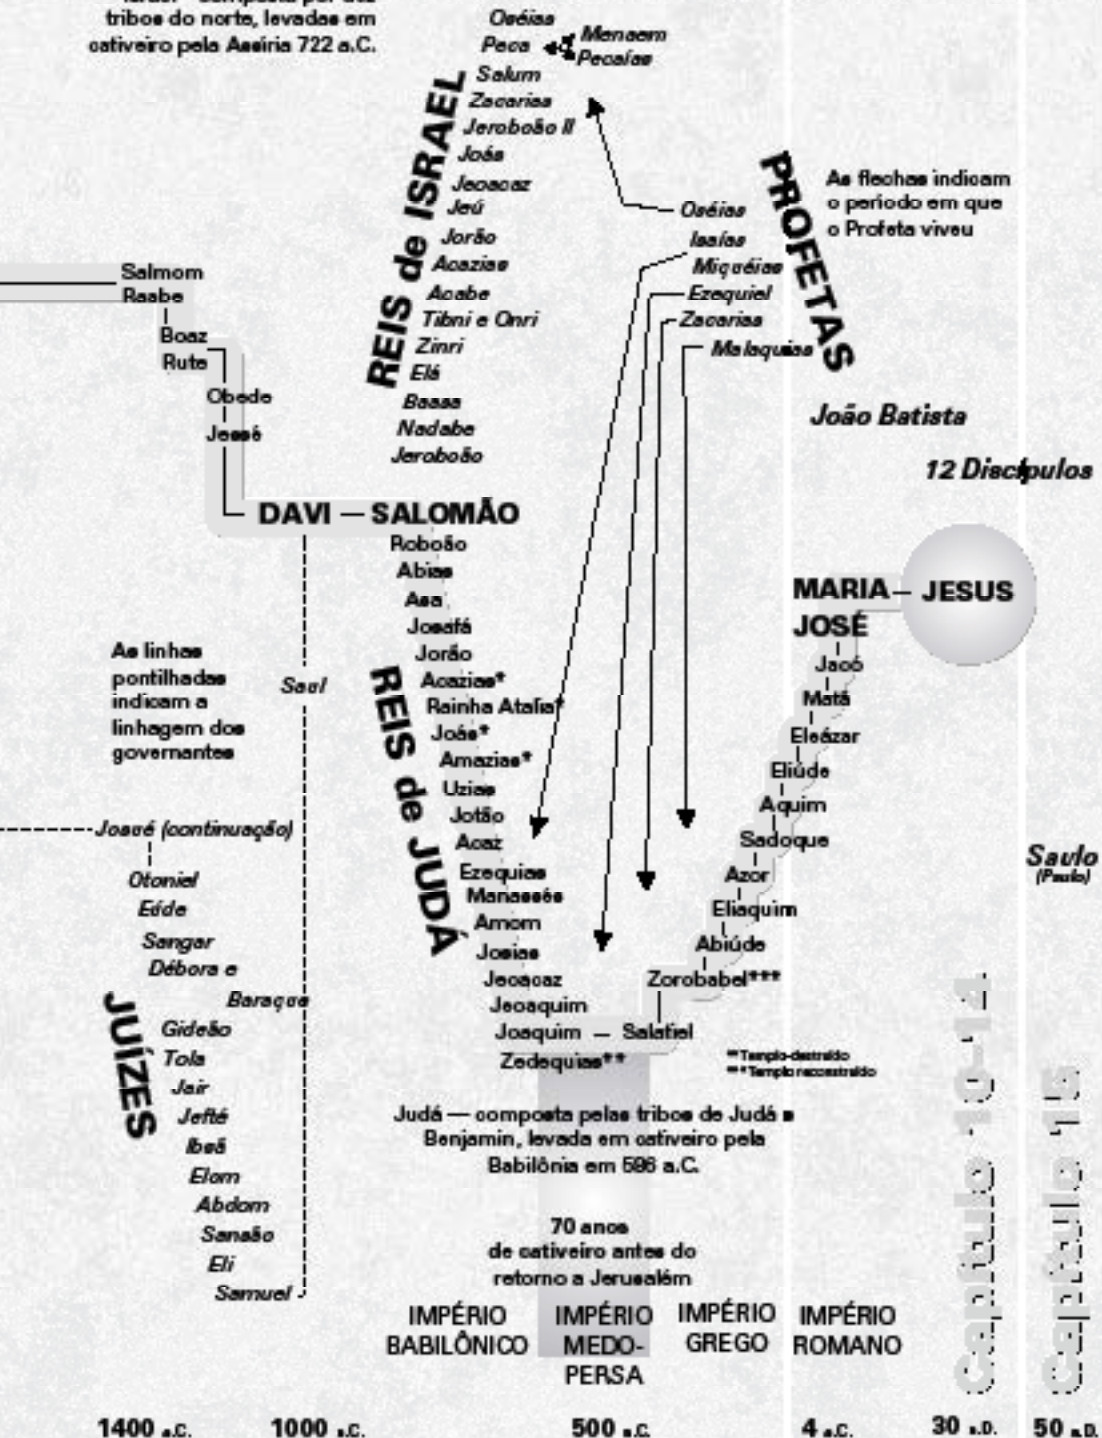 tribos do norte, levadas em
cativeiro pela Assíria 722 a.C.
Oséias
Peca
Menaem
Pecaías
Salum
Zacarias
Jeroboão II
Joás
Jeoacaz
Jeú
Jorão
Acazias
Acabe
Tibni e Onri
Zinri
Elá
Baasa
Nadabe
Jeroboão
REIS de ISRAEL
PROFETAS
As flechas indicam
o período em que
o Profeta viveu
Oséias
Isaías
Miquéias
Ezequiel
Zacarias
Malaquias
João Batista
12 Discípulos
Salmom
Raabe
Boaz
Rute
Obede
Jessé
DAVI — SALOMÃO
Roboão
Abias
Asa
Josafá
Jorão
Acazias*
Rainha Atalia*
Joás*
Amazias*
Uzias
Jotão
Acaz
Ezequias
Manassés
Amom
Josias
Jeoacaz
Jeoaquim
Joaquim — Salatiel
Zedequias**
REIS de JUDÁ
MARIA — JESUS
JOSÉ
Jacó
Matá
Eleázar
Eliúde
Aquim
Sadoque
Azor
Eliaquim
Abiúde
Zorobabel***
**Templo destruído
***Templo reconstruído
As linhas
pontilhadas
indicam a
linhagem dos
governantes
Saul
Josué (continuação)
Otoniel
Eúde
Sangar
Débora e
Baraque
Gideão
Tola
Jair
Jefté
Ibsã
Elom
Abdom
Sansão
Eli
Samuel
JUÍZES
Saulo
(Paulo)
Judá — composta pelas tribos de Judá e
Benjamin, levada em cativeiro pela
Babilônia em 586 a.C.
70 anos
de cativeiro antes do
retorno a Jerusalém
IMPÉRIO
BABILÔNICO
IMPÉRIO
MEDO-
PERSA
IMPÉRIO
GREGO
IMPÉRIO
ROMANO
Capítulo 10-14
Capítulo 15
1400 a.C.
1000 a.C.
500 a.C.
4 a.C.
30 a.D.
50 a.D.